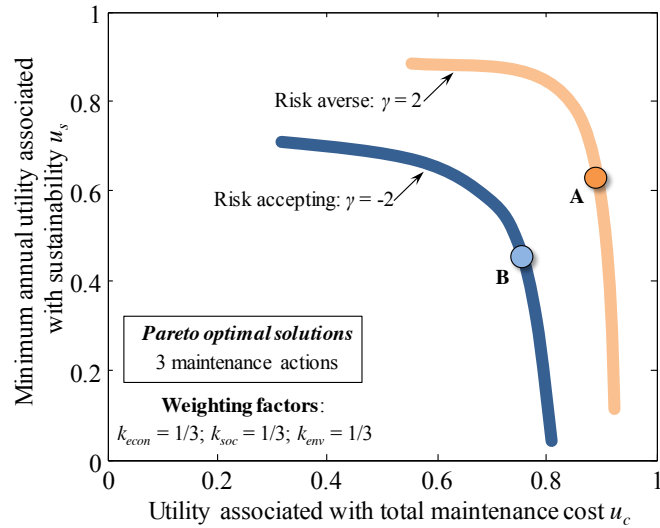 Minimum annual utility associated
with sustainability u_s
1
0.8
0.6
0.4
0.2
0
Risk averse: γ = 2
Risk accepting: γ = -2
A
B
Pareto optimal solutions
3 maintenance actions
Weighting factors:
k_econ = 1/3; k_soc = 1/3; k_env = 1/3
0 0.2 0.4 0.6 0.8 1
Utility associated with total maintenance cost u_c